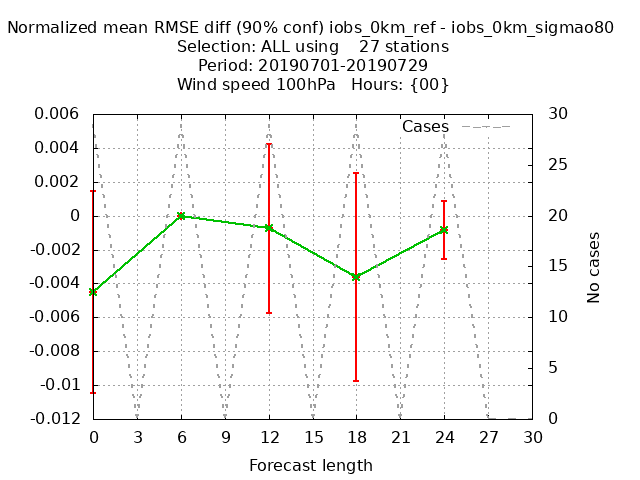 Normalized mean RMSE diff (90% conf) iobs_0km_ref - iobs_0km_sigmao80
Selection: ALL using    27 stations
Period: 20190701-20190729
Wind speed 100hPa   Hours: {00}
Cases
0.006
0.004
0.002
0
-0.002
-0.004
-0.006
-0.008
-0.01
-0.012
30
25
20
15
10
5
0
No cases
0 3 6 9 12 15 18 21 24 27 30
Forecast length